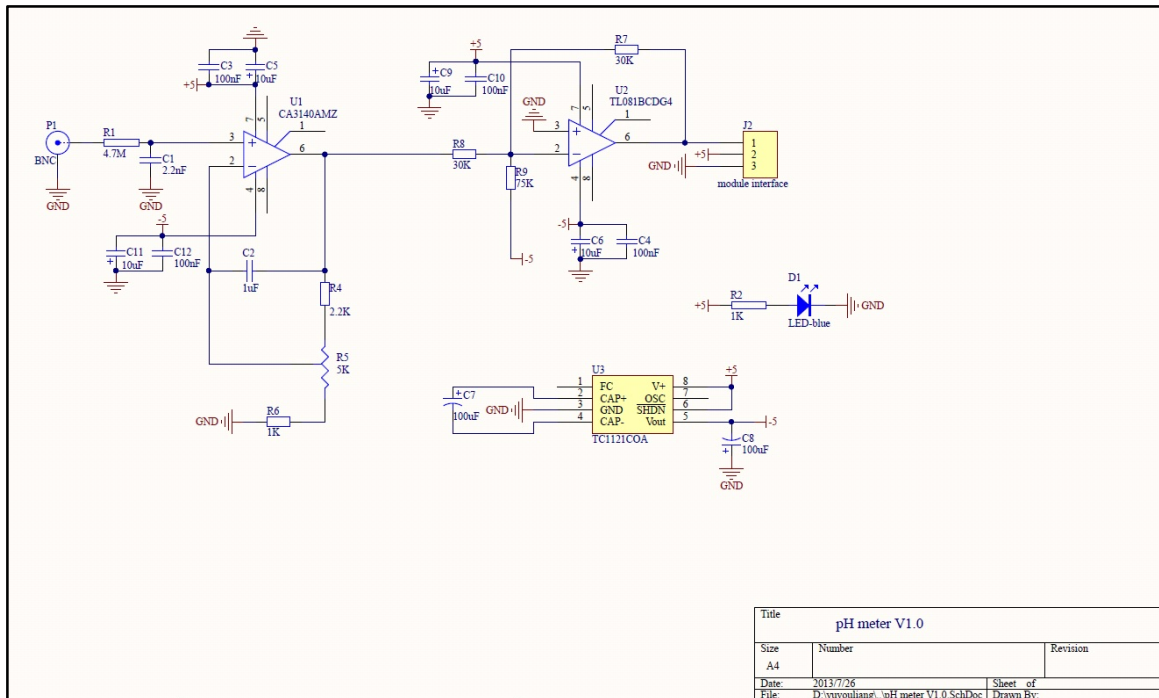 C3
100nF
C5
10uF
+5
U1
CA3140AMZ
7
5
1
3
2
6
4
8
P1
BNC
R1
4.7M
C1
2.2nF
GND
GND
-5
C11
10uF
C12
100nF
C2
1uF
R4
2.2K
R5
5K
GND
R6
1K
+5
C9
10uF
C10
100nF
GND
R7
30K
U2
TL081BCDG4
7
5
1
3
2
6
4
8
R8
30K
R9
75K
-5
-5
C6
10uF
C4
100nF
J2
1
2
3
+5
GND
module interface
D1
+5
R2
1K
LED-blue
GND
U3
1 FC V+ 8
2 CAP+ OSC 7
3 GND SHDN 6
4 CAP- Vout 5
TC1121COA
C7
100uF
GND
+5
-5
C8
100uF
GND
Title
pH meter V1.0
Size Number Revision
A4
Date: 2013/7/26 Sheet of
File: D:\yuyouliang\..\pH meter V1.0.SchDoc Drawn By: